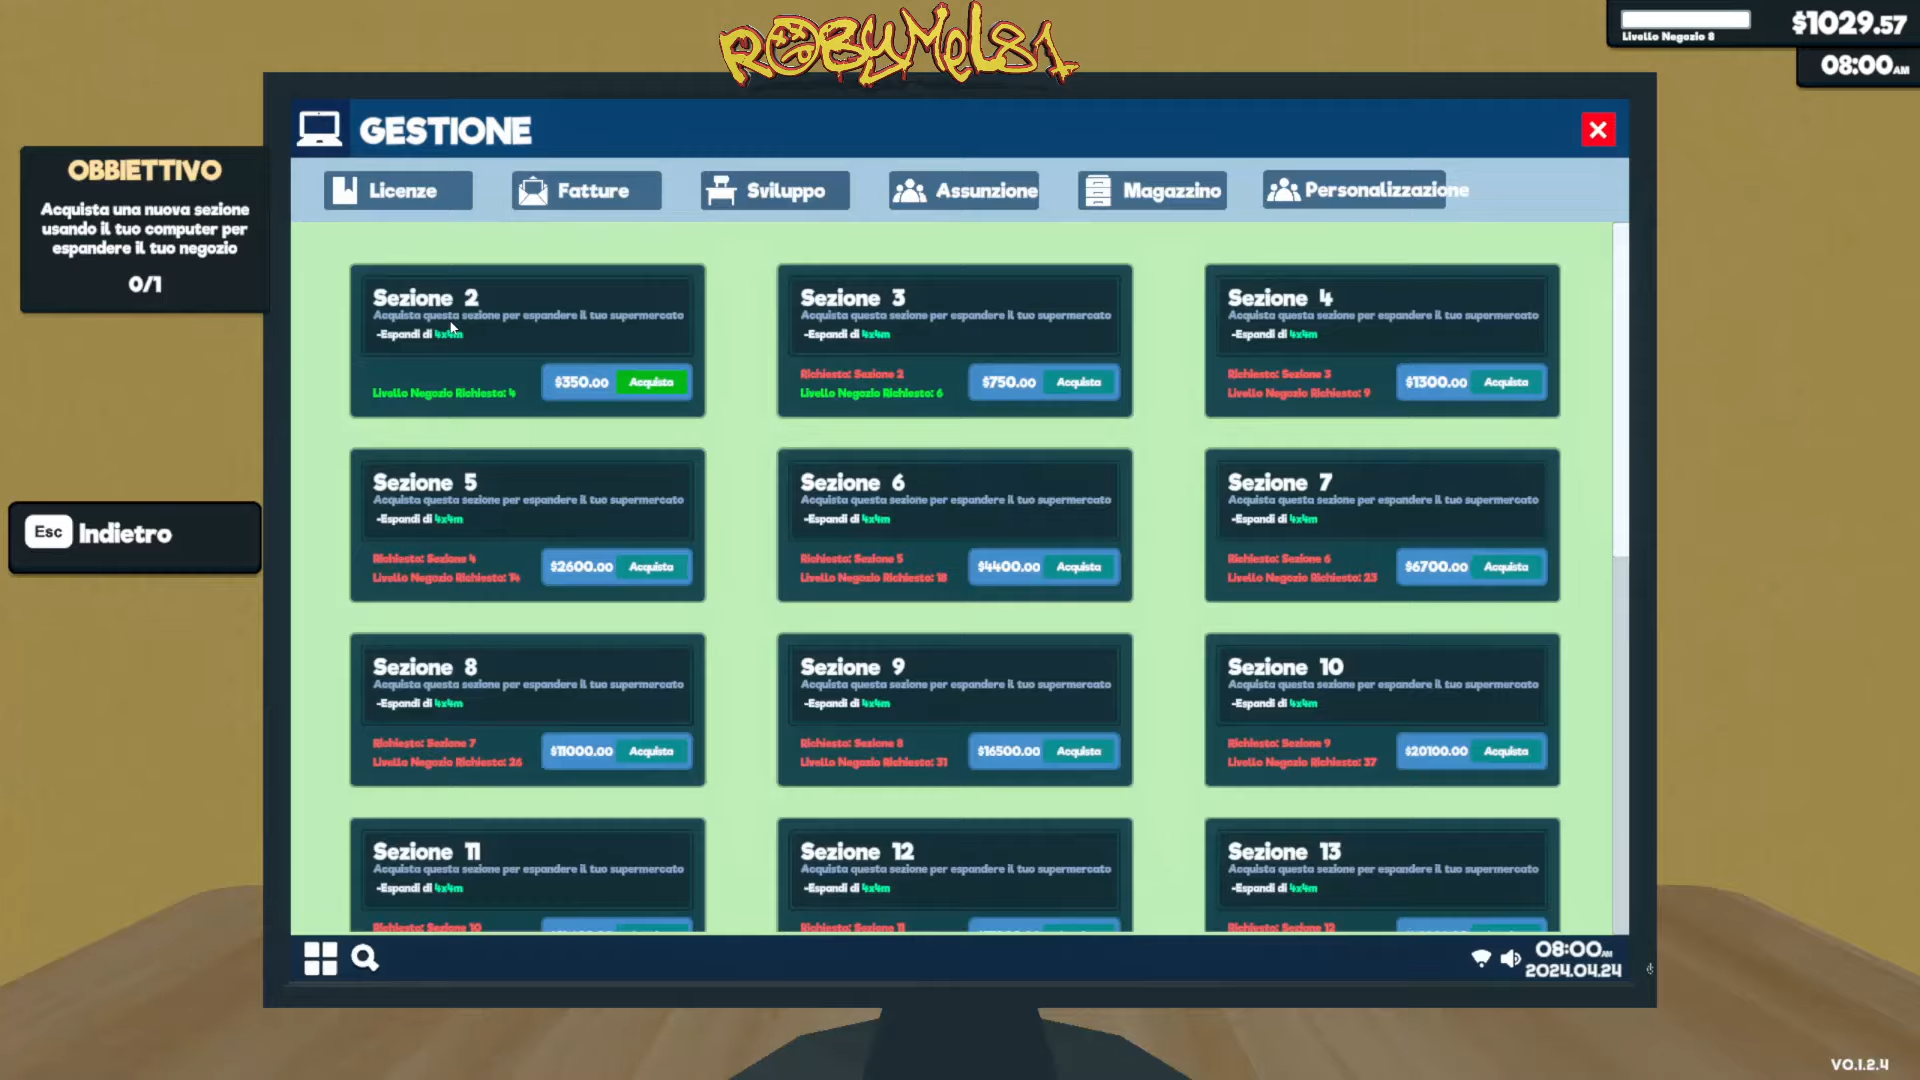 ROBYMEL81
$1029.57
Livello Negozio 8
08:00AM
GESTIONE
OBBIETTIVO
Acquista una nuova sezione
usando il tuo computer per
espandere il tuo negozio
0/1
Licenze
Fatture
Sviluppo
Assunzione
Magazzino
Personalizzazione
Sezione 2
Acquista questa sezione per espandere il tuo supermercato
-Espandi di 4x4m
Livello Negozio Richiesto: 4
$350.00 Acquista
Sezione 3
Acquista questa sezione per espandere il tuo supermercato
-Espandi di 4x4m
Richiesto: Sezione 2
Livello Negozio Richiesto: 6
$750.00 Acquista
Sezione 4
Acquista questa sezione per espandere il tuo supermercato
-Espandi di 4x4m
Richiesto: Sezione 3
Livello Negozio Richiesto: 9
$1300.00 Acquista
Sezione 5
Acquista questa sezione per espandere il tuo supermercato
-Espandi di 4x4m
Richiesto: Sezione 4
Livello Negozio Richiesto: 14
$2600.00 Acquista
Sezione 6
Acquista questa sezione per espandere il tuo supermercato
-Espandi di 4x4m
Richiesto: Sezione 5
Livello Negozio Richiesto: 18
$4400.00 Acquista
Sezione 7
Acquista questa sezione per espandere il tuo supermercato
-Espandi di 4x4m
Richiesto: Sezione 6
Livello Negozio Richiesto: 23
$6700.00 Acquista
Esc Indietro
Sezione 8
Acquista questa sezione per espandere il tuo supermercato
-Espandi di 4x4m
Richiesto: Sezione 7
Livello Negozio Richiesto: 26
$11000.00 Acquista
Sezione 9
Acquista questa sezione per espandere il tuo supermercato
-Espandi di 4x4m
Richiesto: Sezione 8
Livello Negozio Richiesto: 31
$16500.00 Acquista
Sezione 10
Acquista questa sezione per espandere il tuo supermercato
-Espandi di 4x4m
Richiesto: Sezione 9
Livello Negozio Richiesto: 37
$20100.00 Acquista
Sezione 11
Acquista questa sezione per espandere il tuo supermercato
-Espandi di 4x4m
Richiesto: Sezione 10
Sezione 12
Acquista questa sezione per espandere il tuo supermercato
-Espandi di 4x4m
Richiesto: Sezione 11
Sezione 13
Acquista questa sezione per espandere il tuo supermercato
-Espandi di 4x4m
Richiesto: Sezione 12
08:00AM
2024.04.24
V0.1.2.4